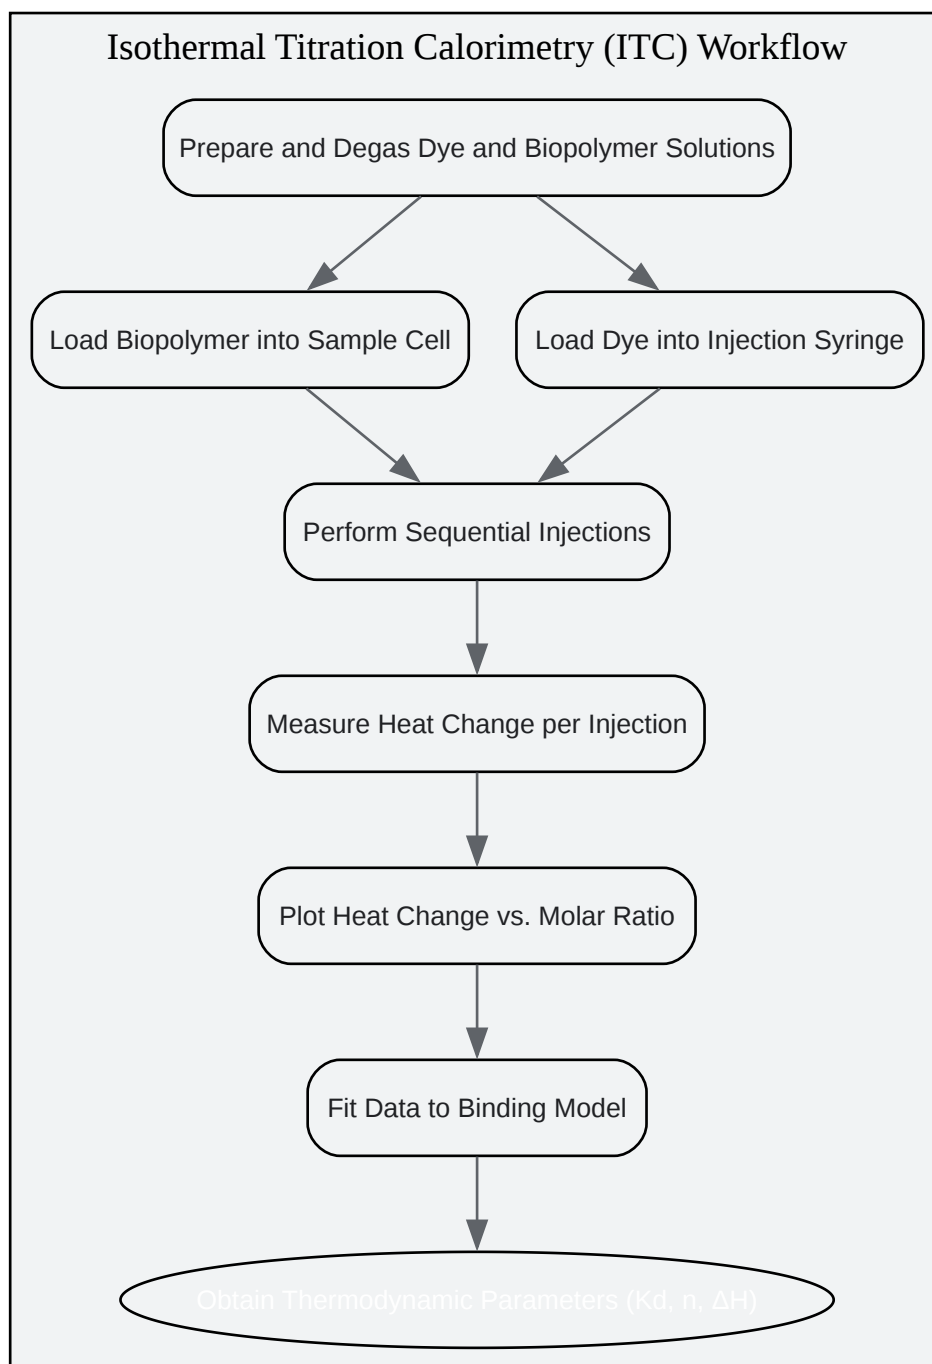 Isothermal Titration Calorimetry (ITC) Workflow
Prepare and Degas Dye and Biopolymer Solutions
Load Biopolymer into Sample Cell
Load Dye into Injection Syringe
Perform Sequential Injections
Measure Heat Change per Injection
Plot Heat Change vs. Molar Ratio
Fit Data to Binding Model
Obtain Thermodynamic Parameters (Kd, n, ΔH)